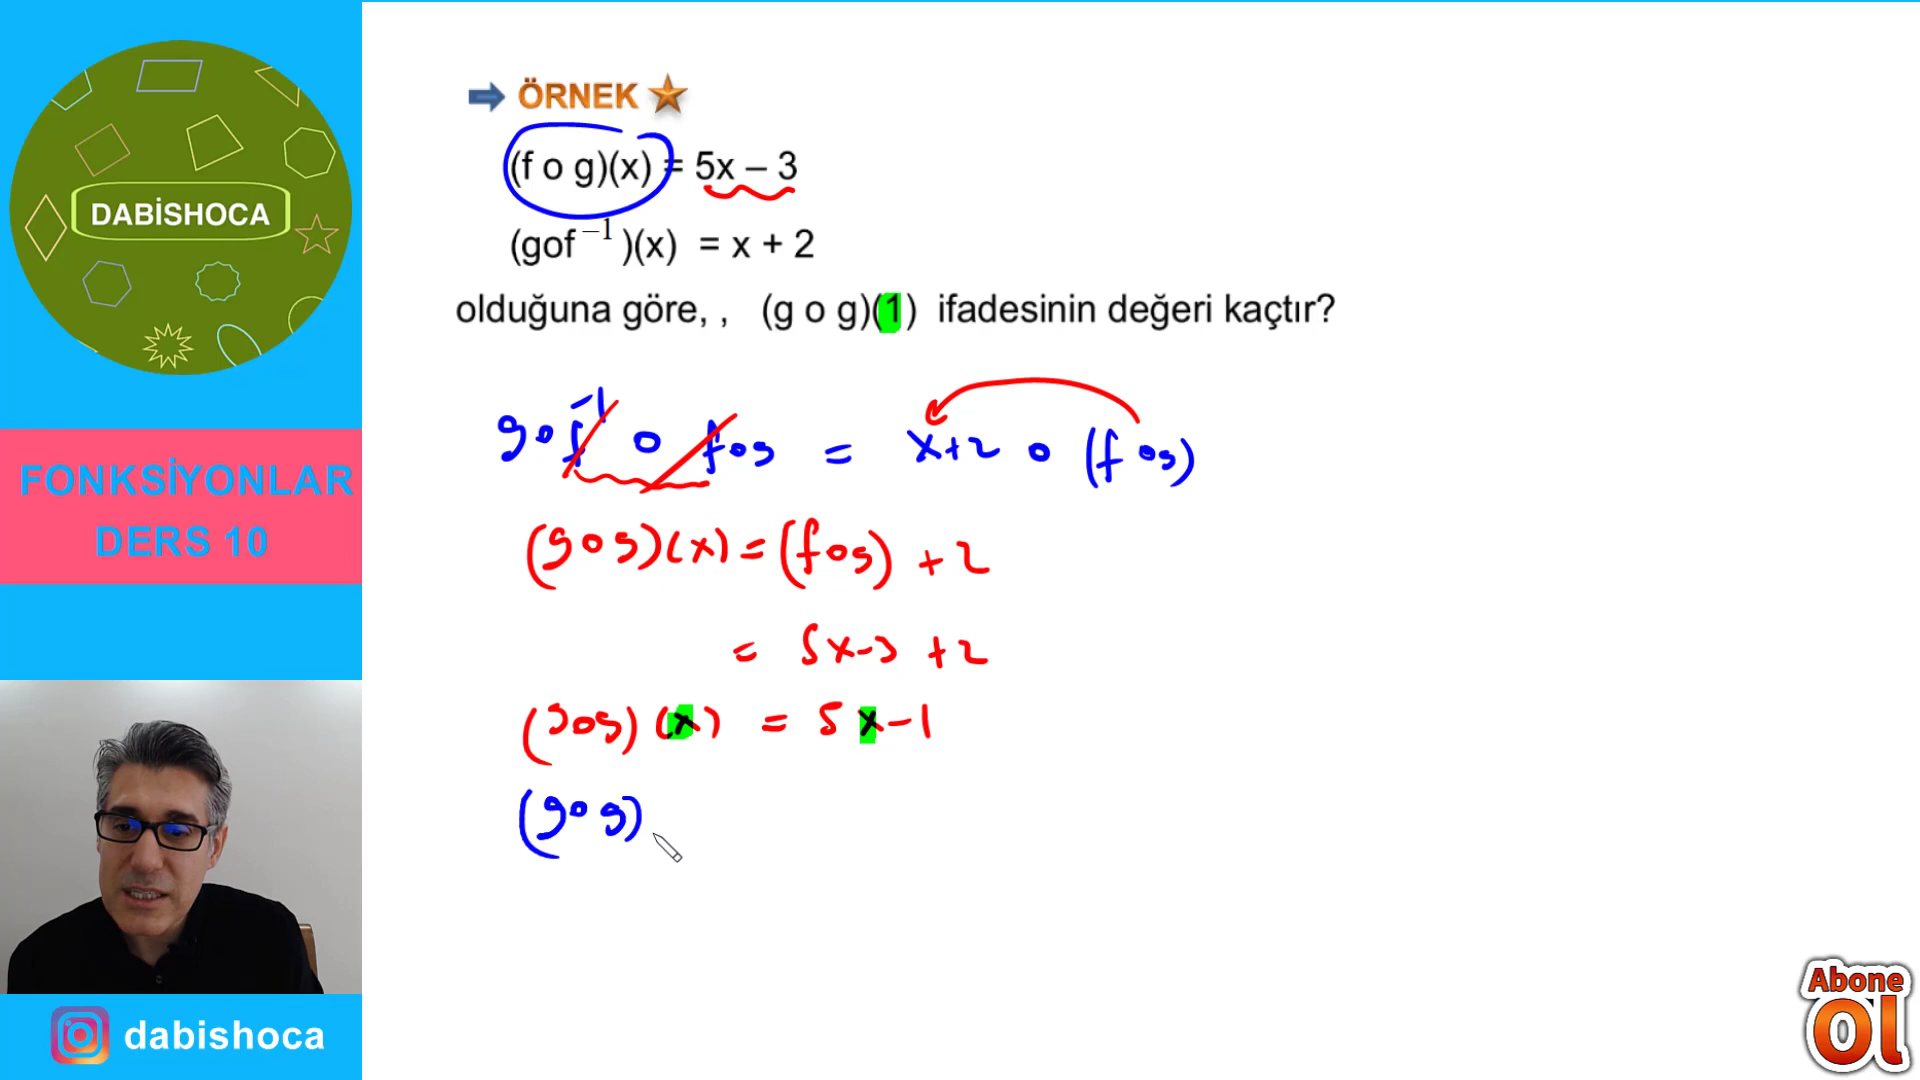 DABİSHOCA
FONKSİYONLAR
DERS 10
dabishoca
ÖRNEK
(f o g)(x) = 5x – 3
(gof⁻¹)(x) = x + 2
olduğuna göre, , (g o g)(1) ifadesinin değeri kaçtır?
gof⁻¹ o fog = x+2 o (fog)
(gog)(x) = (fog) + 2
= 5x-3 +2
(gog)(x) = 5x-1
(gog)
Abone
Ol